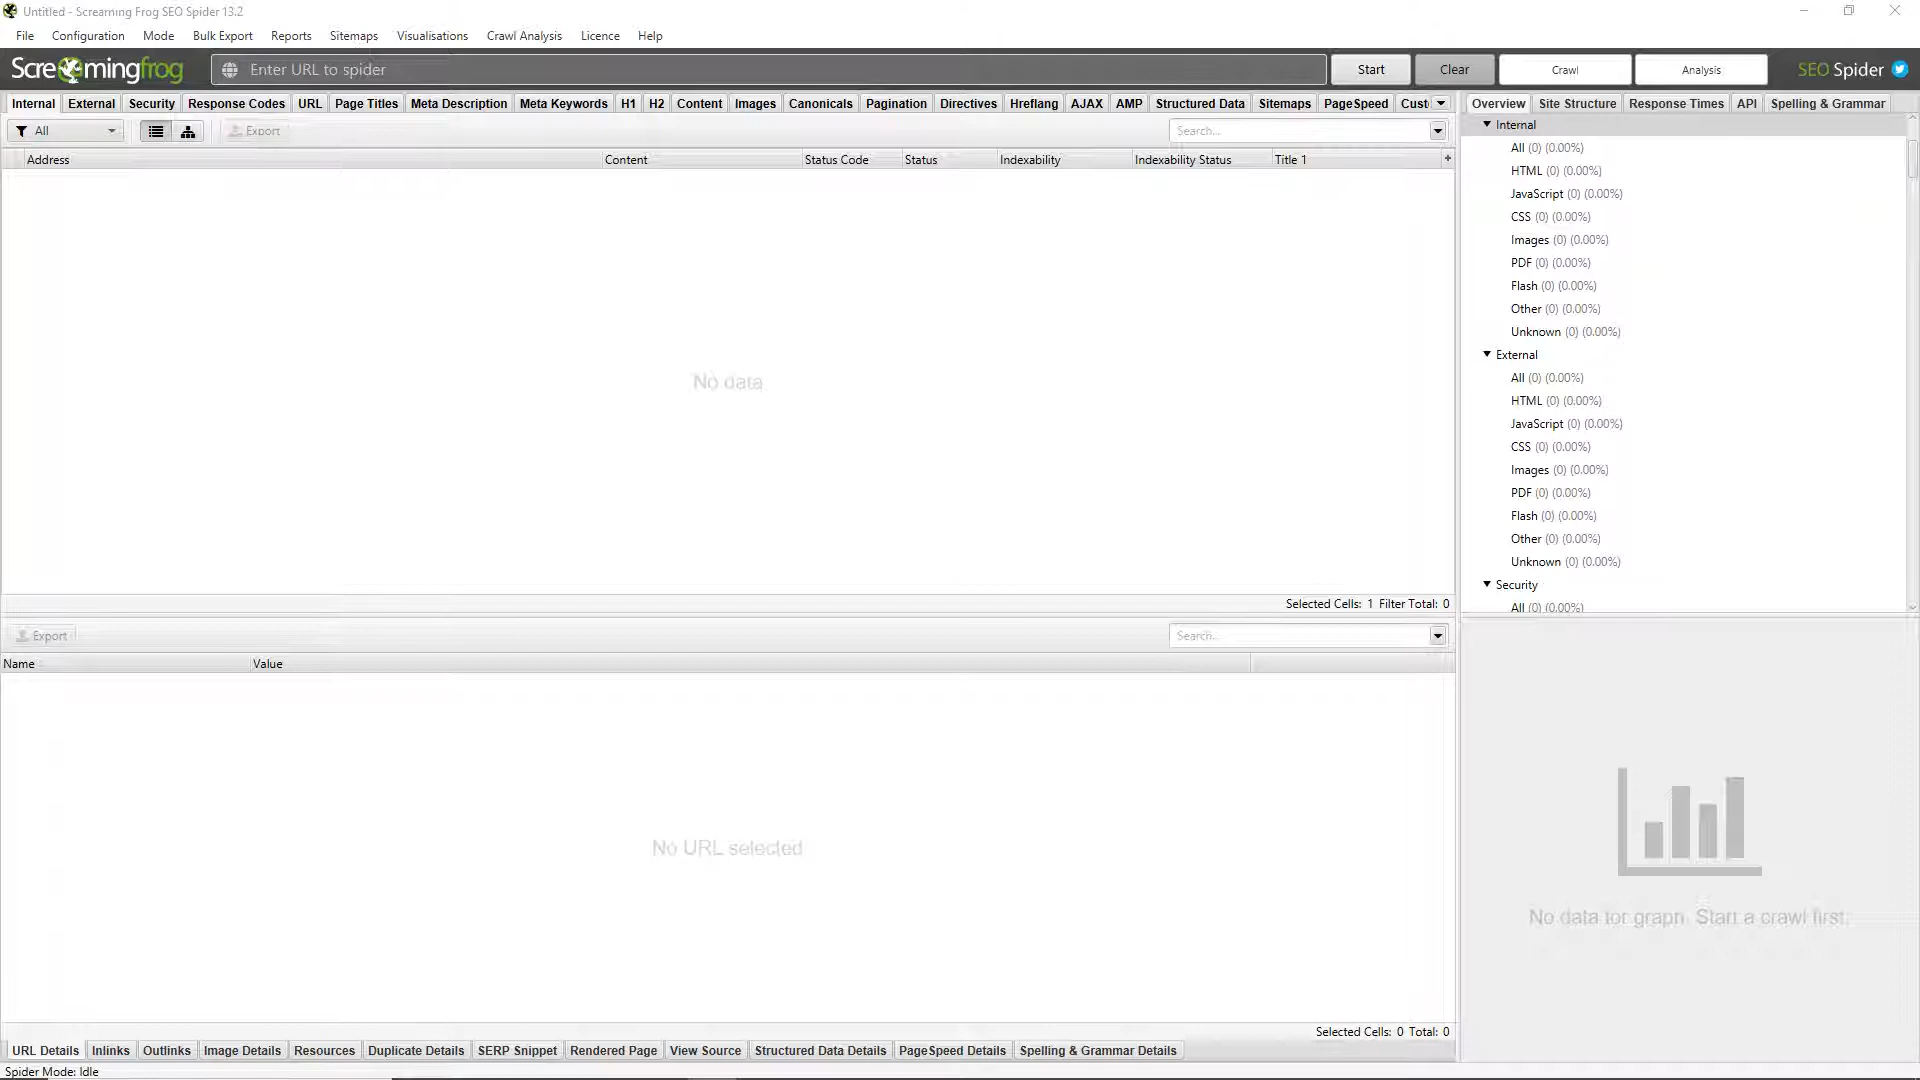 Untitled - Screaming Frog SEO Spider 13.2
File Configuration Mode Bulk Export Reports Sitemaps Visualisations Crawl Analysis Licence Help
Screamingfrog Enter URL to spider Start Clear Crawl Analysis SEO Spider
Internal External Security Response Codes URL Page Titles Meta Description Meta Keywords H1 H2 Content Images Canonicals Pagination Directives Hreflang AJAX AMP Structured Data Sitemaps PageSpeed Cust
All Export Search...
Address Content Status Code Status Indexability Indexability Status Title 1 +
No data
Selected Cells: 1 Filter Total: 0
Export Search...
Name Value
No URL selected
Selected Cells: 0 Total: 0
URL Details Inlinks Outlinks Image Details Resources Duplicate Details SERP Snippet Rendered Page View Source Structured Data Details PageSpeed Details Spelling & Grammar Details
Spider Mode: Idle
Overview Site Structure Response Times API Spelling & Grammar
Internal
All (0) (0.00%)
HTML (0) (0.00%)
JavaScript (0) (0.00%)
CSS (0) (0.00%)
Images (0) (0.00%)
PDF (0) (0.00%)
Flash (0) (0.00%)
Other (0) (0.00%)
Unknown (0) (0.00%)
External
All (0) (0.00%)
HTML (0) (0.00%)
JavaScript (0) (0.00%)
CSS (0) (0.00%)
Images (0) (0.00%)
PDF (0) (0.00%)
Flash (0) (0.00%)
Other (0) (0.00%)
Unknown (0) (0.00%)
Security
All (0) (0.00%)
No data for graph. Start a crawl first.